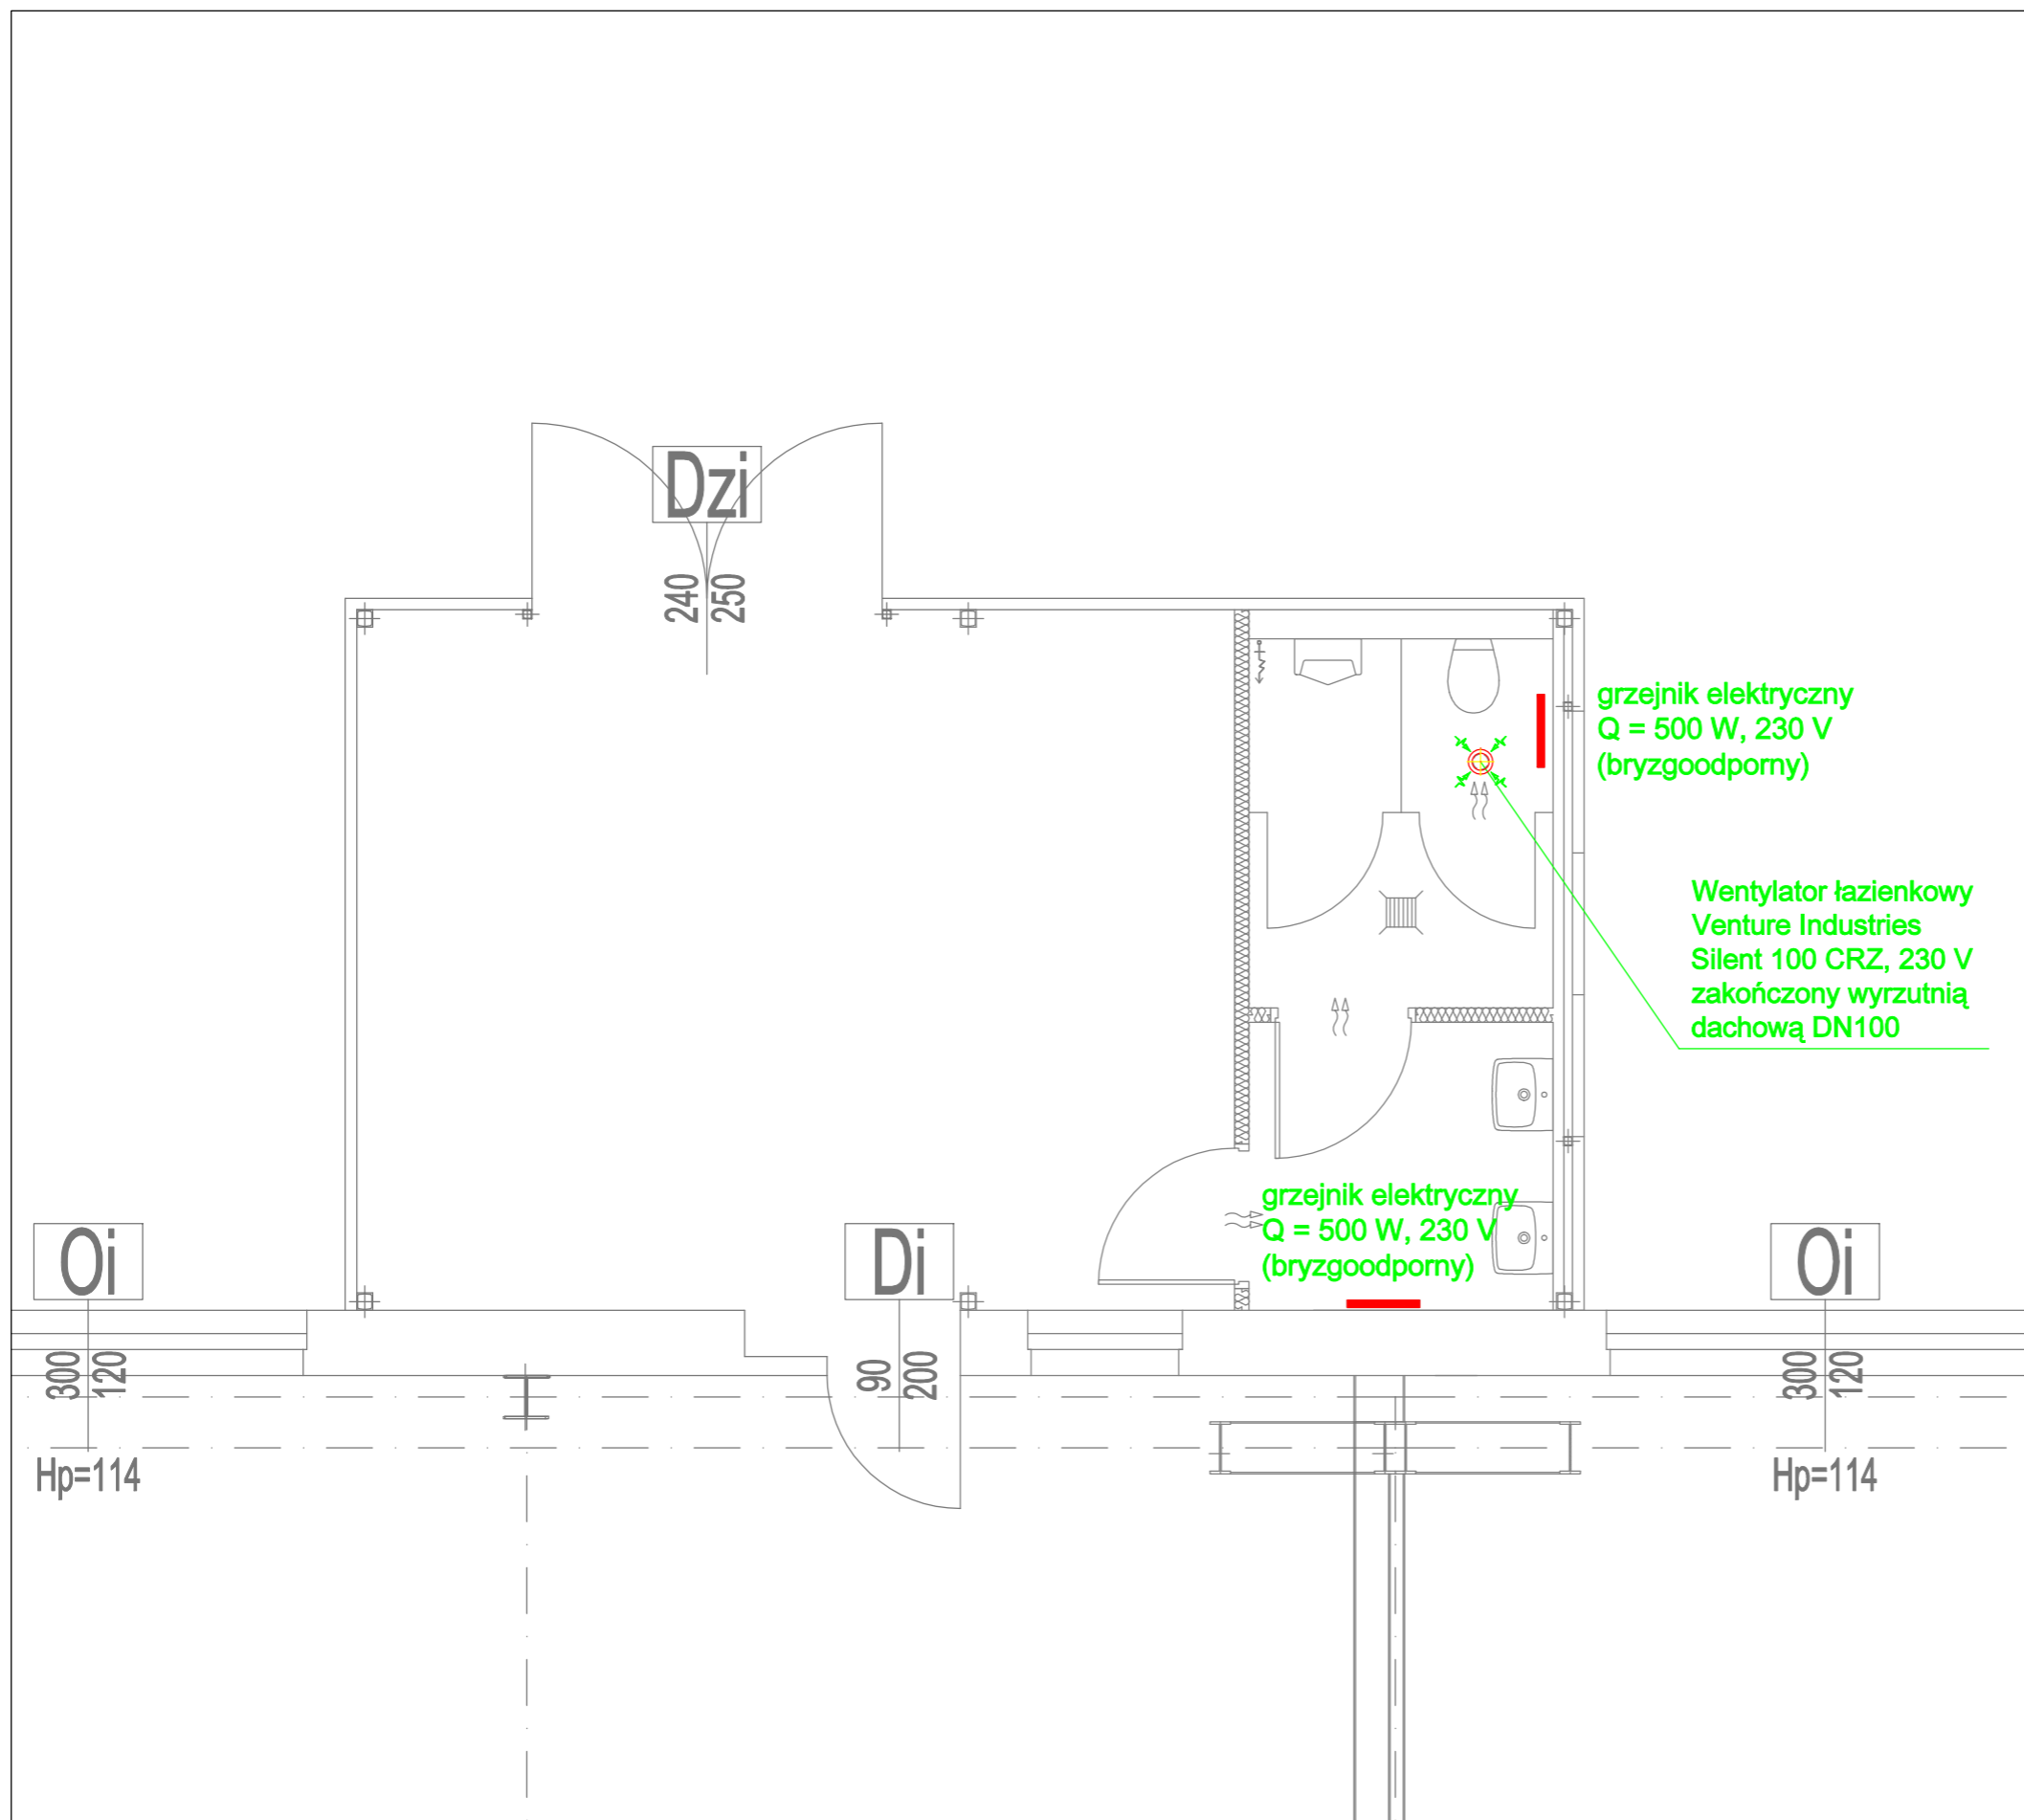 Dzi
240
250
grzejnik elektryczny
Q = 500 W, 230 V
(bryzgoodporny)
Wentylator łazienkowy
Venture Industries
Silent 100 CRZ, 230 V
zakończony wyrzutnią
dachową DN100
grzejnik elektryczny
Q = 500 W, 230 V
(bryzgoodporny)
Oi
300
120
Hp=114
Di
90
200
Oi
300
120
Hp=114